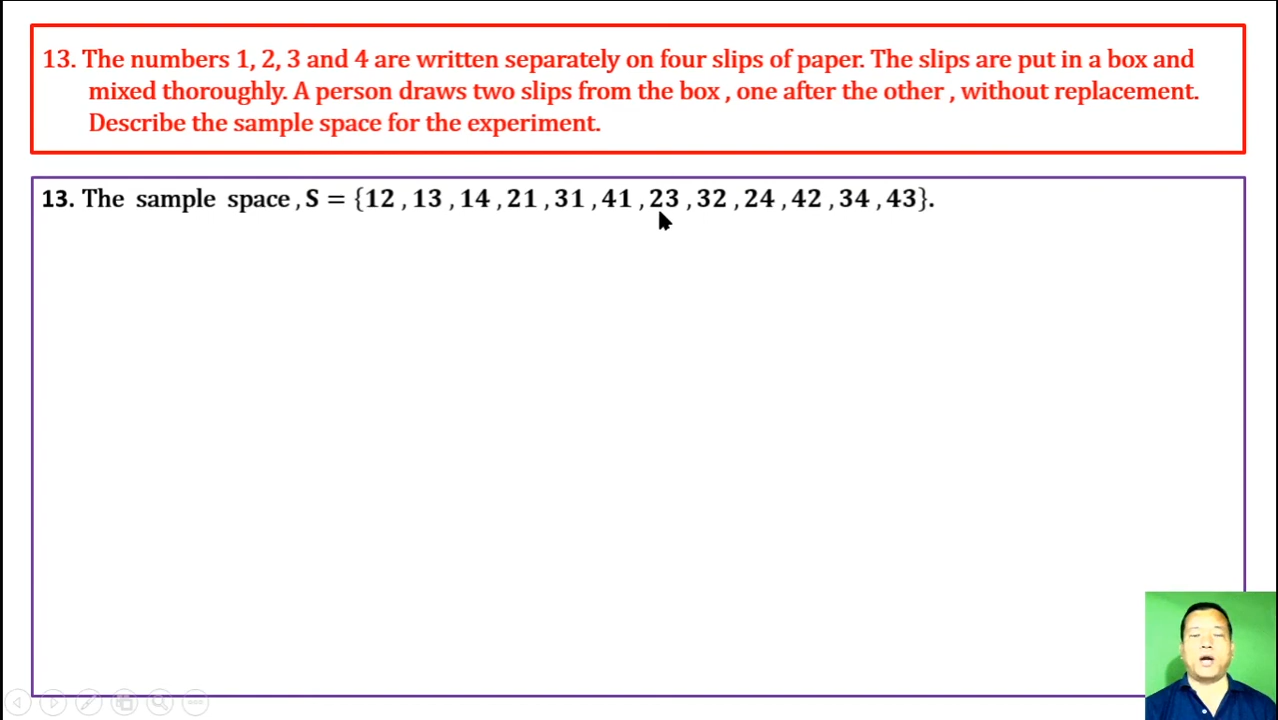 13. The numbers 1, 2, 3 and 4 are written separately on four slips of paper. The slips are put in a box and
mixed thoroughly. A person draws two slips from the box , one after the other , without replacement.
Describe the sample space for the experiment.
13. The sample space , S = {12 , 13 , 14 , 21 , 31 , 41 , 23 , 32 , 24 , 42 , 34 , 43}.